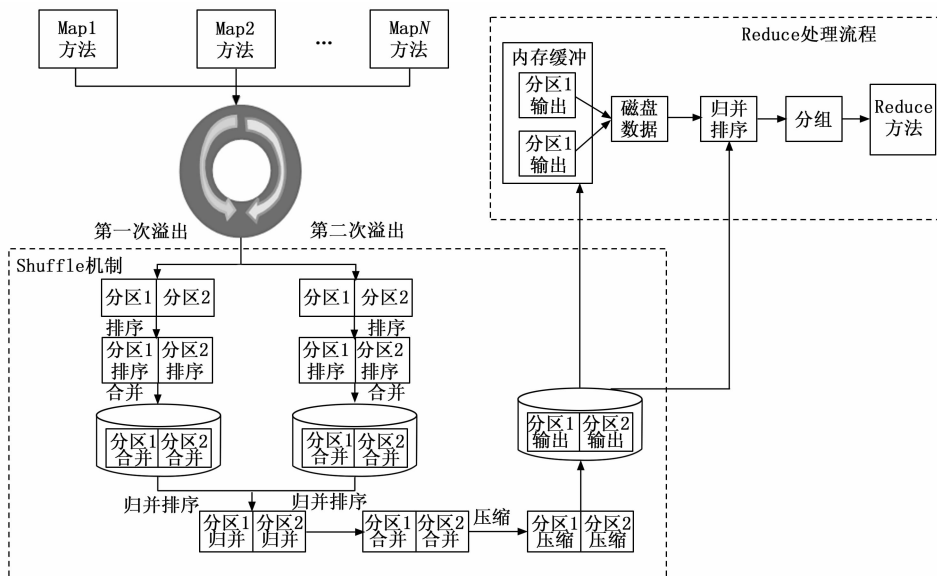 Map1
方法
Map2
方法
...
MapN
方法
Reduce处理流程
内存缓冲
分区1
输出
分区1
输出
磁盘
数据
归并
排序
分组
Reduce
方法
第一次溢出
第二次溢出
Shuffle机制
分区1 分区2
分区1 分区2
排序
排序
分区1 分区2
排序 排序
分区1 分区2
排序 排序
合并
合并
分区1 分区2
合并 合并
分区1 分区2
合并 合并
分区1 分区2
输出 输出
归并排序
归并排序
分区1 分区2
归并 归并
分区1 分区2
合并 合并
压缩
分区1 分区2
压缩 压缩